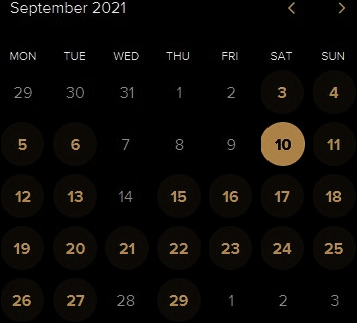 September 2021
MON TUE WED THU FRI SAT SUN
29 30 31 1 2 3 4
5 6 7 8 9 10 11
12 13 14 15 16 17 18
19 20 21 22 23 24 25
26 27 28 29 1 2 3